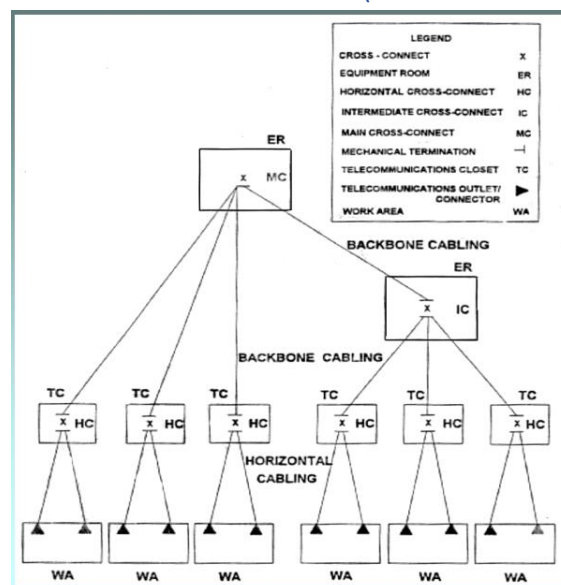 LEGEND
CROSS - CONNECT X
EQUIPMENT ROOM ER
HORIZONTAL CROSS-CONNECT HC
INTERMEDIATE CROSS-CONNECT IC
MAIN CROSS-CONNECT MC
MECHANICAL TERMINATION
TELECOMMUNICATIONS CLOSET TC
TELECOMMUNICATIONS OUTLET/
CONNECTOR
WORK AREA WA
ER
X MC
BACKBONE CABLING
ER
X IC
BACKBONE CABLING
TC TC TC TC TC TC
X HC X HC X HC X HC X HC X HC
HORIZONTAL
CABLING
WA WA WA WA WA WA